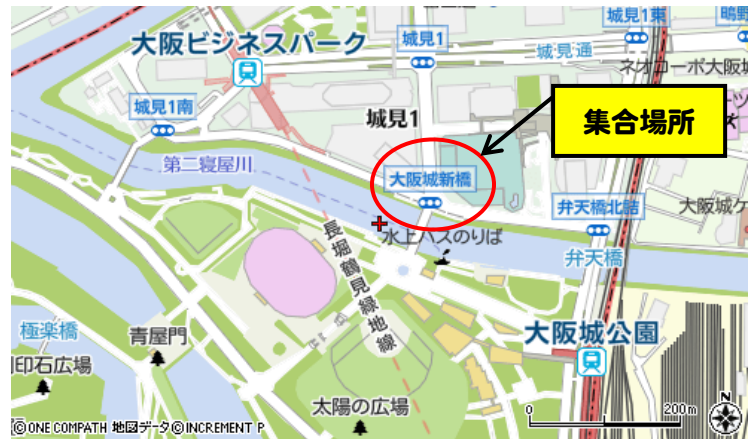 大阪ビジネスパーク
城見1
城見1東
城見通
ネオコーポ大阪城
城見1南
城見1
集合場所
第二寝屋川
大阪城新橋
弁天橋北詰
大阪城ケ
水上バスのりば
弁天橋
長堀鶴見緑地線
極楽橋
青屋門
大阪城公園
印石広場
太陽の広場
0
200m
N
©ONE COMPATH 地図データ©INCREMENT P